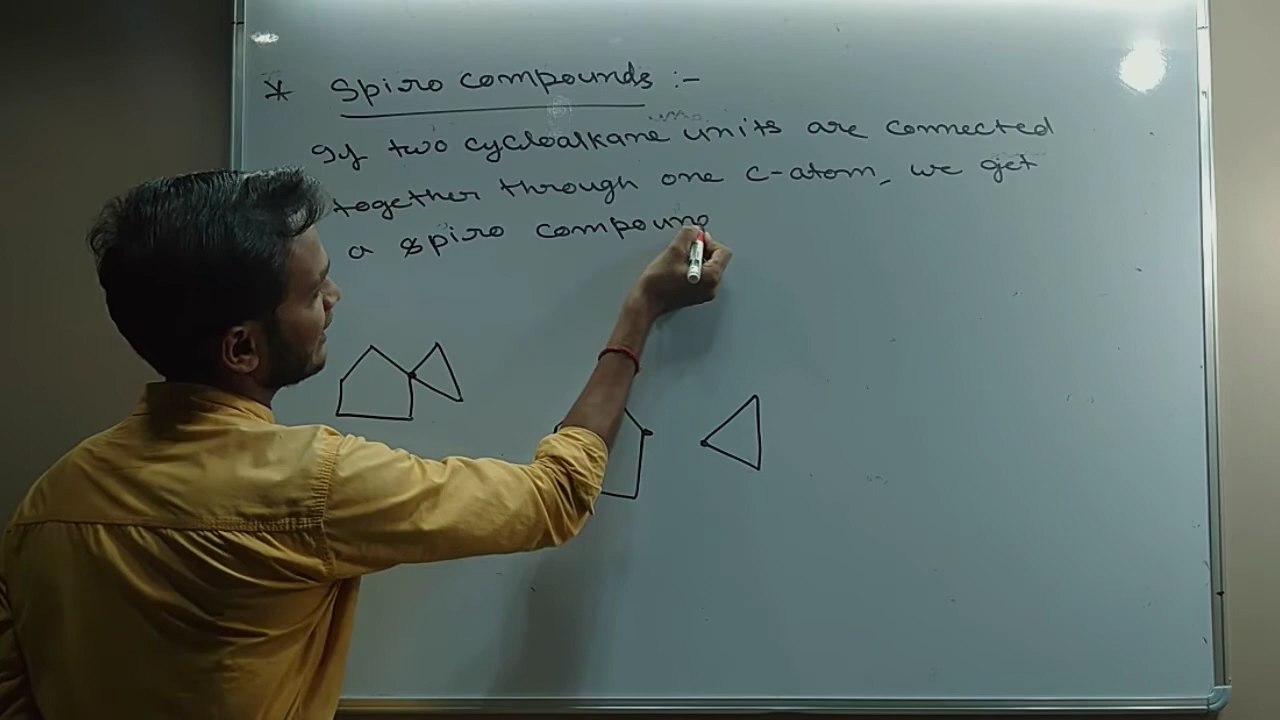 * Spiro compounds :-
If two cycloalkane units are connected
together through one c-atom, we get
a spiro compound